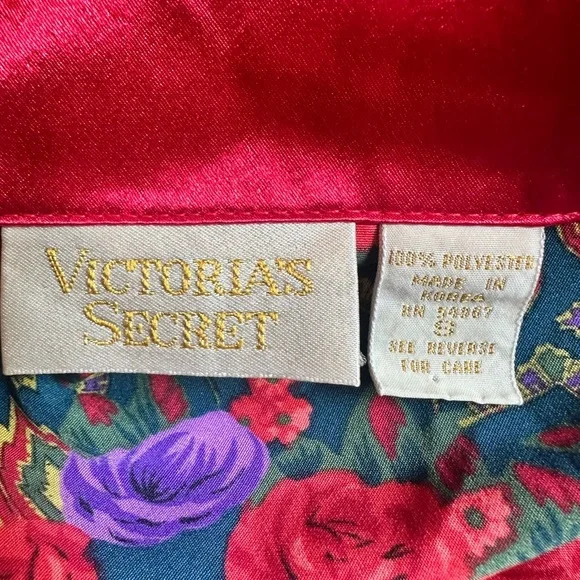 VICTORIA'S
SECRET
100% POLYESTER
MADE IN
KOREA
RN 54867
S
SEE REVERSE
FOR CARE